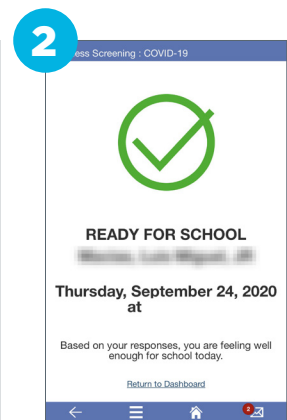 2
ess Screening : COVID-19
READY FOR SCHOOL
Thursday, September 24, 2020
at
Based on your responses, you are feeling well
enough for school today.
Return to Dashboard
2